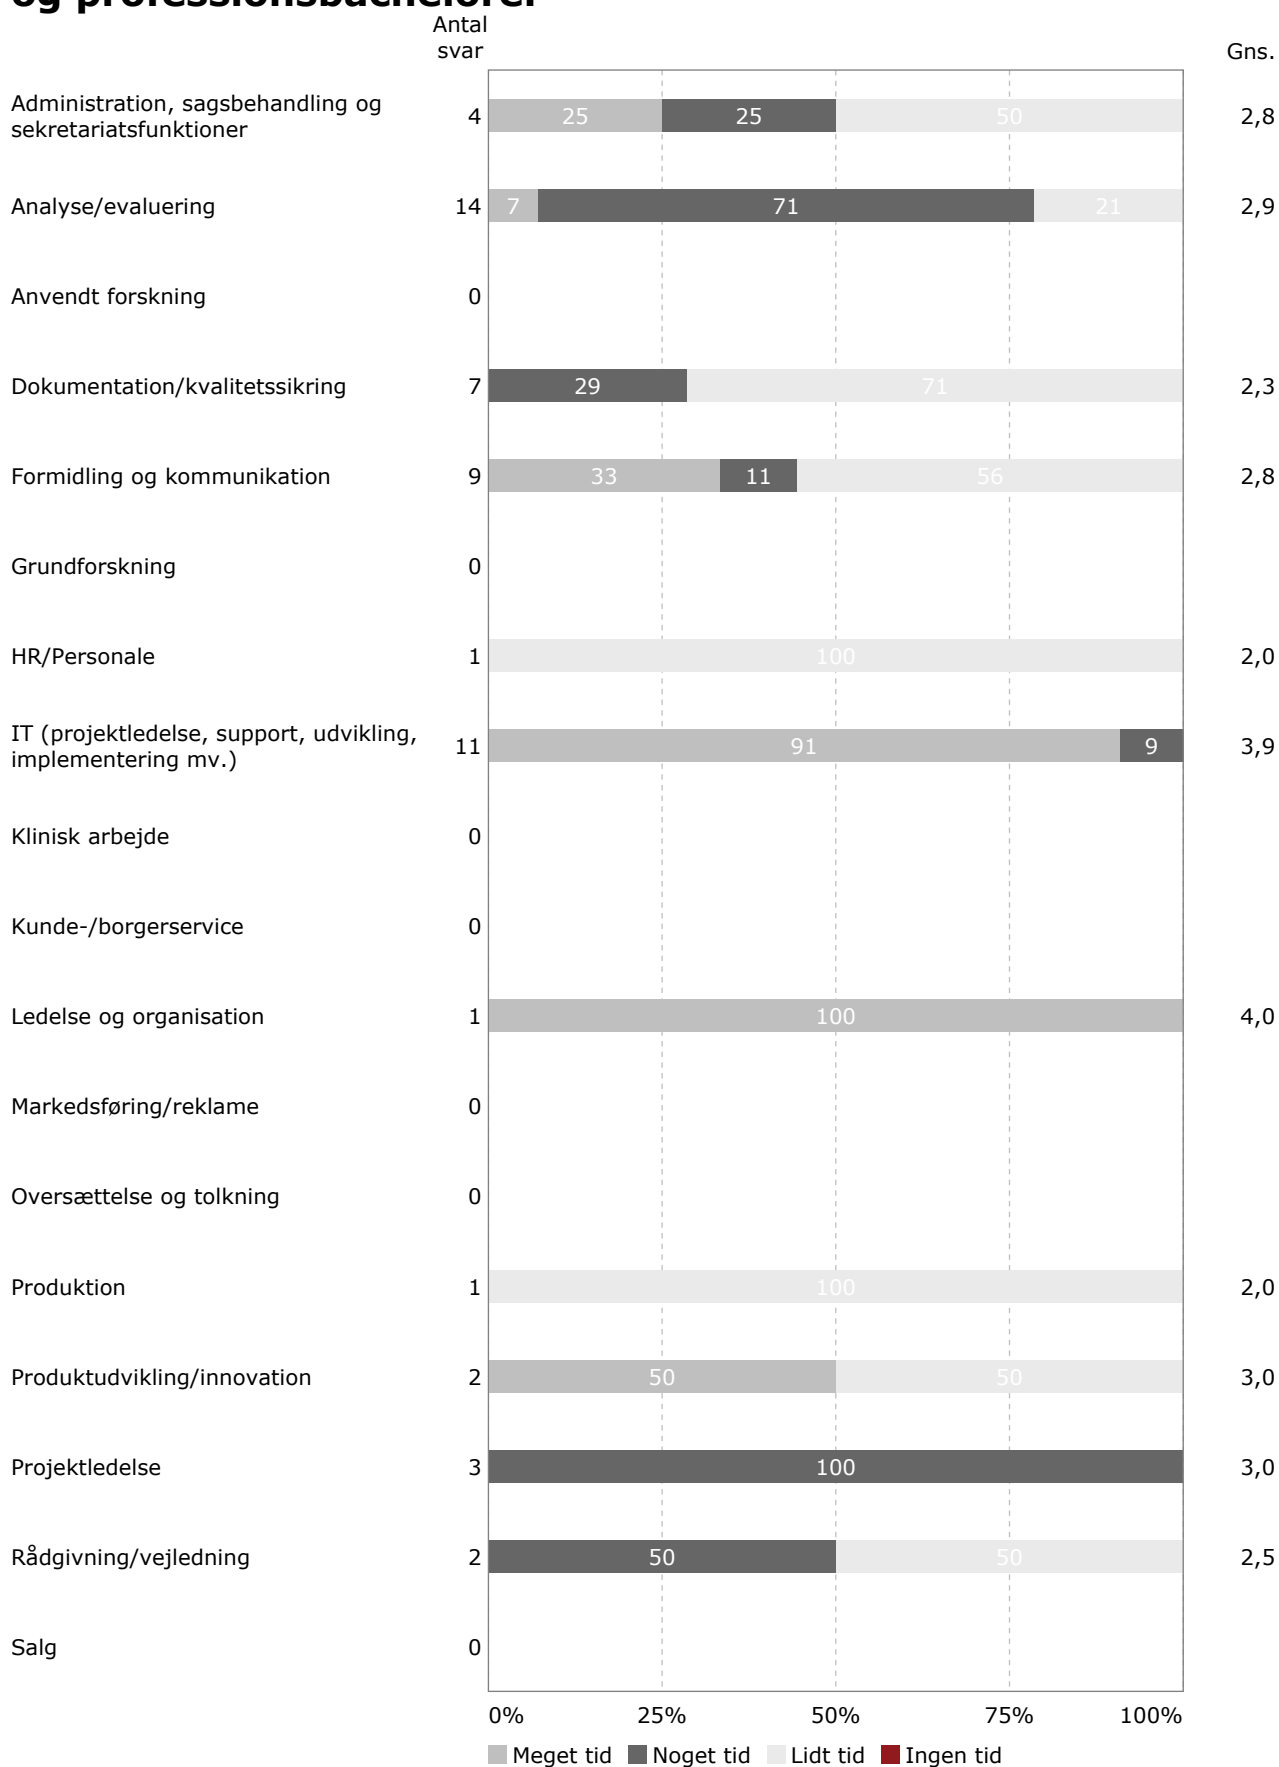 og professionsbachelorer
Antal
svar
Gns.
Administration, sagsbehandling og
sekretariatsfunktioner
4 25 25 50 2,8
Analyse/evaluering 14 7 71 21 2,9
Anvendt forskning 0
Dokumentation/kvalitetssikring 7 29 71 2,3
Formidling og kommunikation 9 33 11 56 2,8
Grundforskning 0
HR/Personale 1 100 2,0
IT (projektledelse, support, udvikling,
implementering mv.)
11 91 9 3,9
Klinisk arbejde 0
Kunde-/borgerservice 0
Ledelse og organisation 1 100 4,0
Markedsføring/reklame 0
Oversættelse og tolkning 0
Produktion 1 100 2,0
Produktudvikling/innovation 2 50 50 3,0
Projektledelse 3 100 3,0
Rådgivning/vejledning 2 50 50 2,5
Salg 0
0% 25% 50% 75% 100%
Meget tid Noget tid Lidt tid Ingen tid